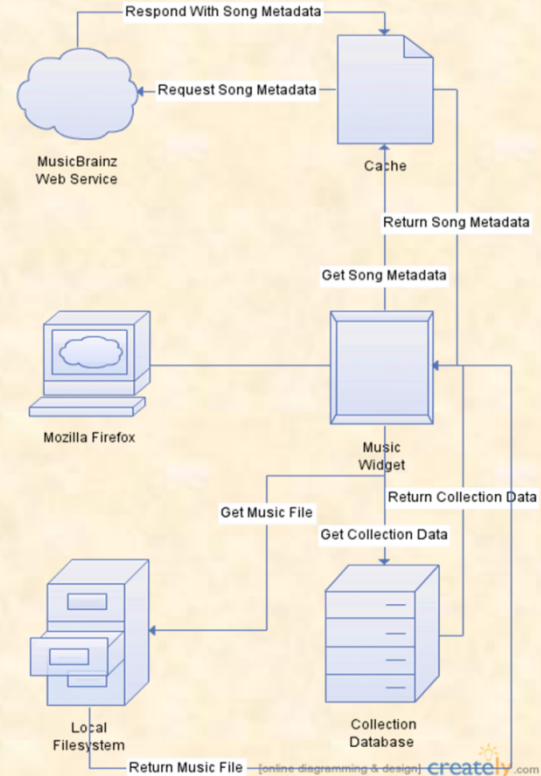 Respond With Song Metadata
Request Song Metadata
MusicBrainz
Web Service
Cache
Return Song Metadata
Get Song Metadata
Mozilla Firefox
Music
Widget
Return Collection Data
Get Music File
Get Collection Data
Local
Filesystem
Collection
Database
Return Music File
[online diagramming & design] creately.com